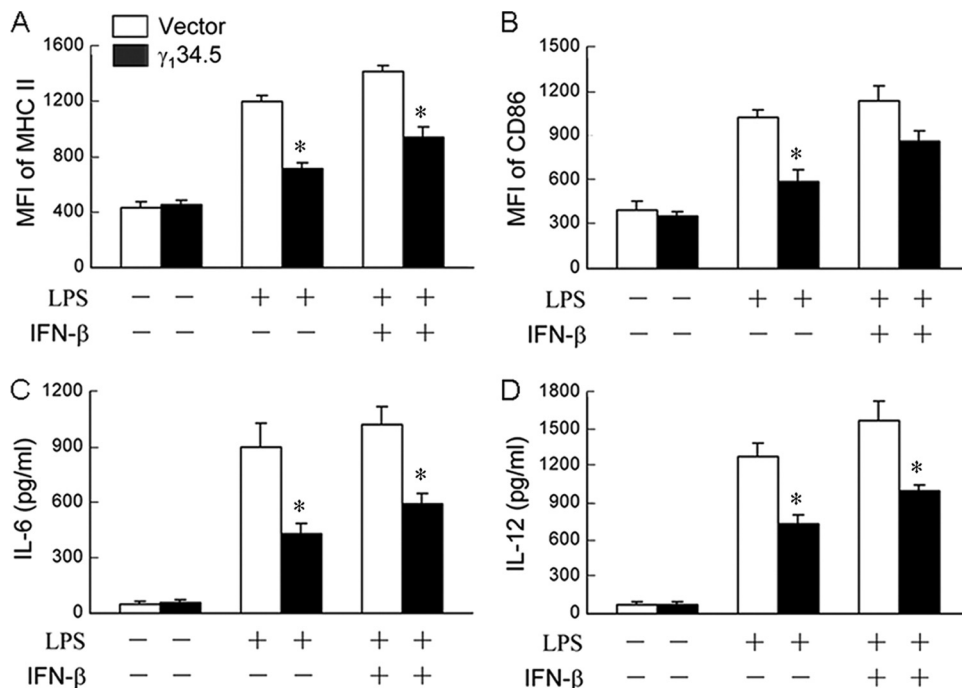 A
Vector
γ₁34.5
MFI of MHC II
1600
1200
800
400
0
*
*
LPS − − + + + +
IFN-β − − − − + +
B
MFI of CD86
1500
1200
900
600
300
0
*
LPS − − + + + +
IFN-β − − − − + +
C
IL-6 (pg/ml)
1200
900
600
300
0
*
*
LPS − − + + + +
IFN-β − − − − + +
D
IL-12 (pg/ml)
1800
1500
1200
900
600
300
0
*
*
LPS − − + + + +
IFN-β − − − − + +